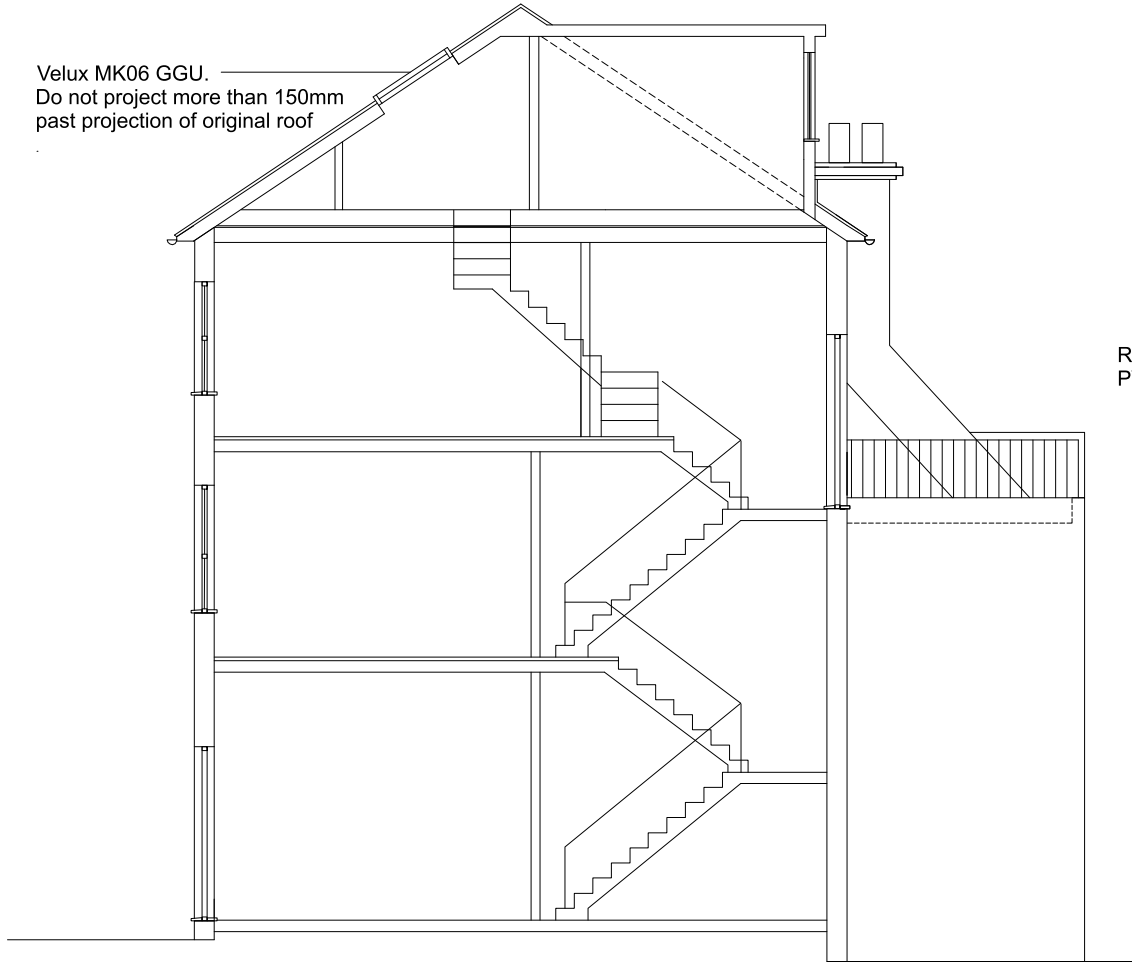 Velux MK06 GGU.
Do not project more than 150mm
past projection of original roof
.
R
P